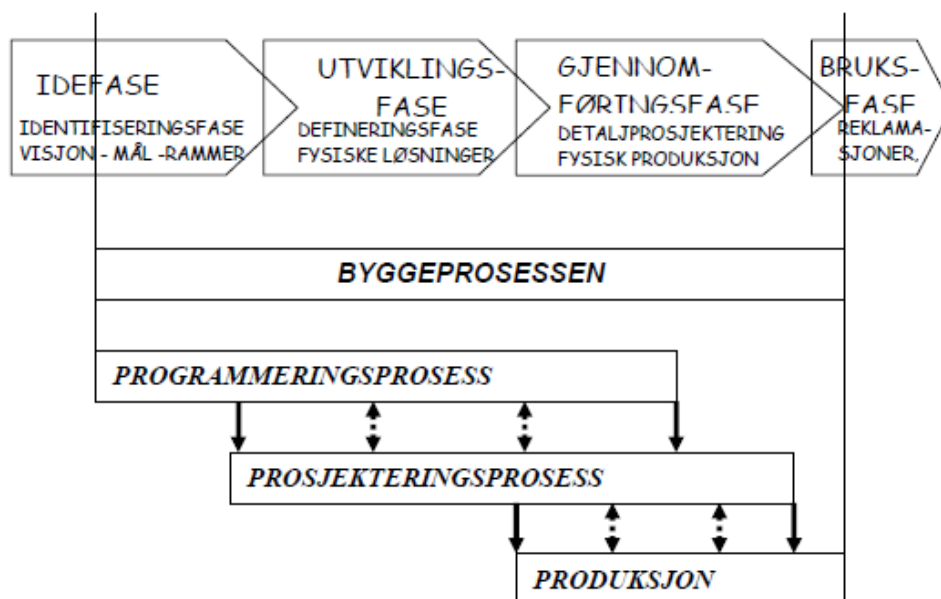 IDEFASE
IDENTIFISERINGSFASE
VISJON - MÅL -RAMMER
UTVIKLINGS-
FASE
DEFINERINGSFASE
FYSISKE LØSNINGER
GJENNOM-
FØRINGSFASE
DETALJPROSJEKTERING
FYSISK PRODUKSJON
BRUKS-
FASE
REKLAMA-
SJONER,
BYGGEPROSESSEN
PROGRAMMERINGSPROSESS
PROSJEKTERINGSPROSESS
PRODUKSJON